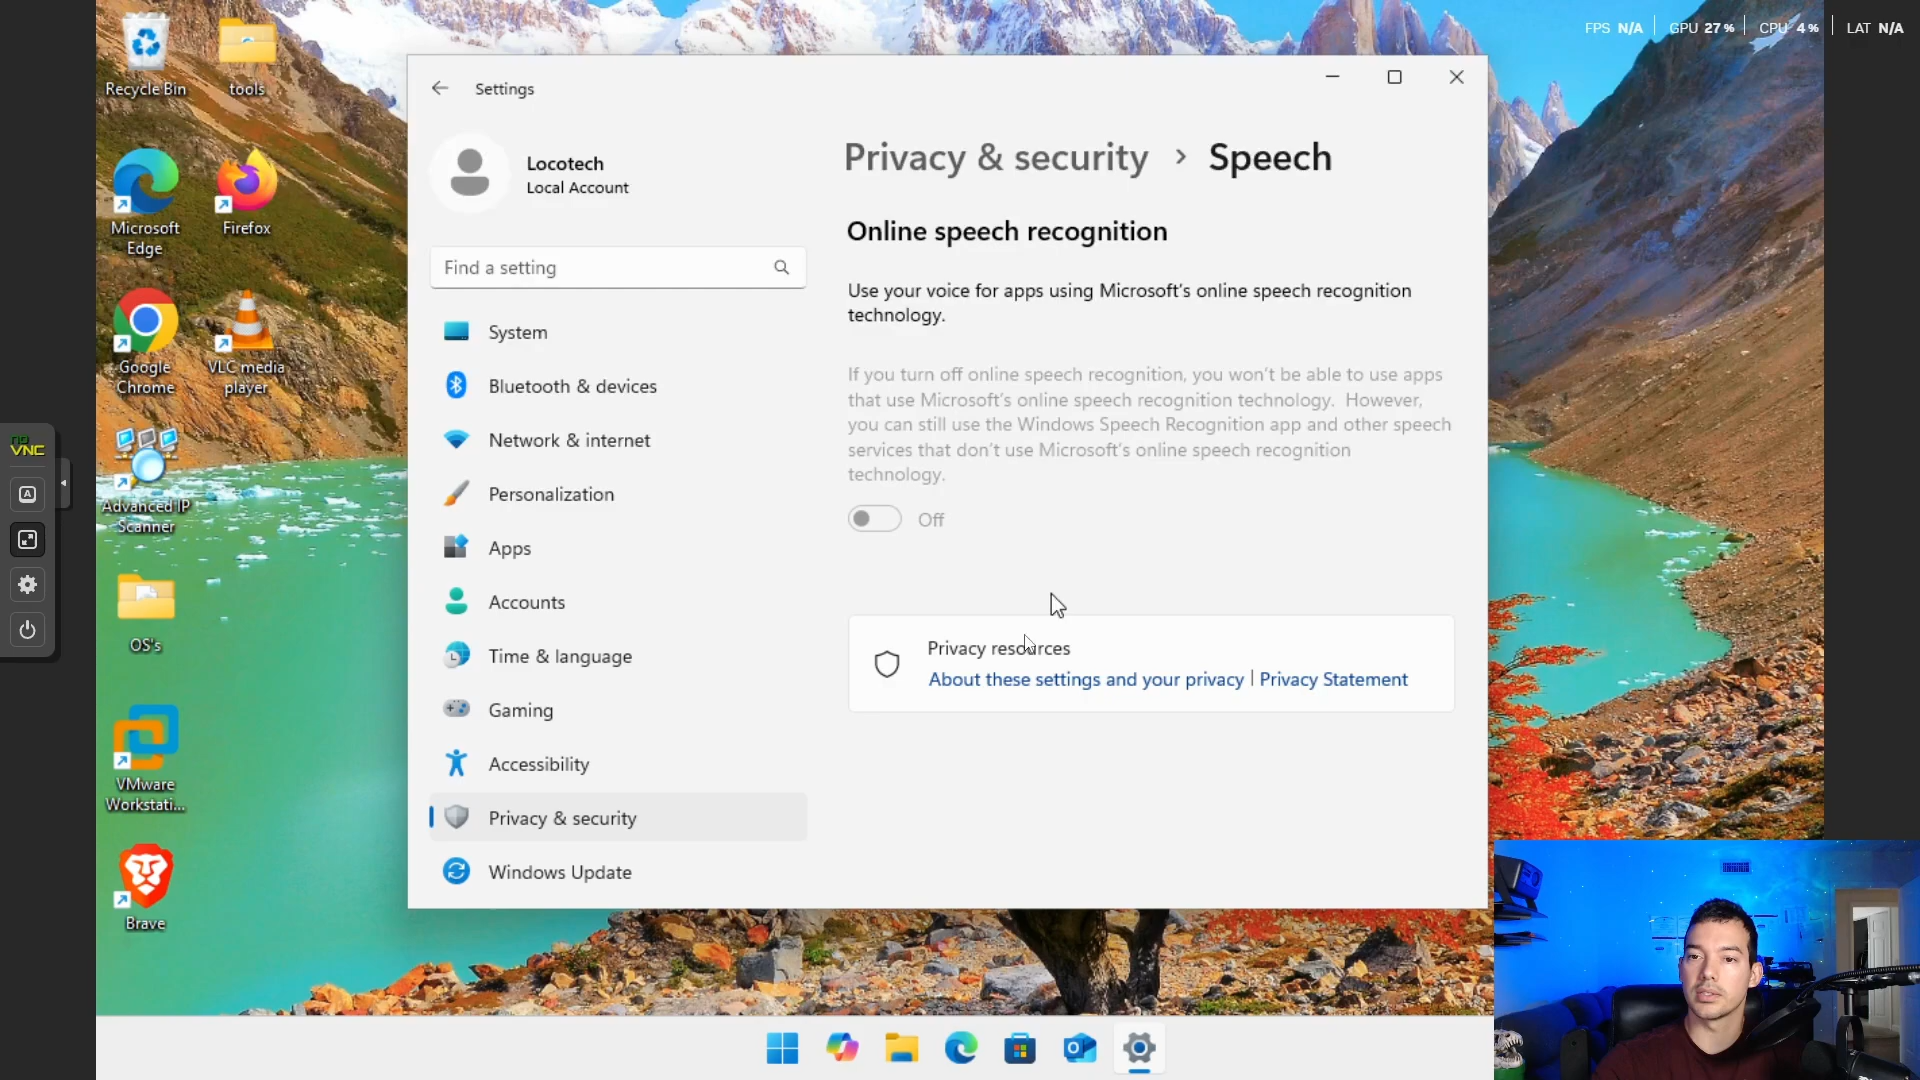 FPS N/A GPU 27% CPU 4% LAT N/A
Recycle Bin
tools
Microsoft
Edge
Firefox
Google
Chrome
VLC media
player
Advanced IP
Scanner
OS's
VMware
Workstati...
Brave
no
VNC
A
Settings
Locotech
Local Account
Find a setting
System
Bluetooth & devices
Network & internet
Personalization
Apps
Accounts
Time & language
Gaming
Accessibility
Privacy & security
Windows Update
Privacy & security > Speech
Online speech recognition
Use your voice for apps using Microsoft's online speech recognition
technology.
If you turn off online speech recognition, you won't be able to use apps
that use Microsoft's online speech recognition technology. However,
you can still use the Windows Speech Recognition app and other speech
services that don't use Microsoft's online speech recognition
technology.
Off
Privacy resources
About these settings and your privacy | Privacy Statement